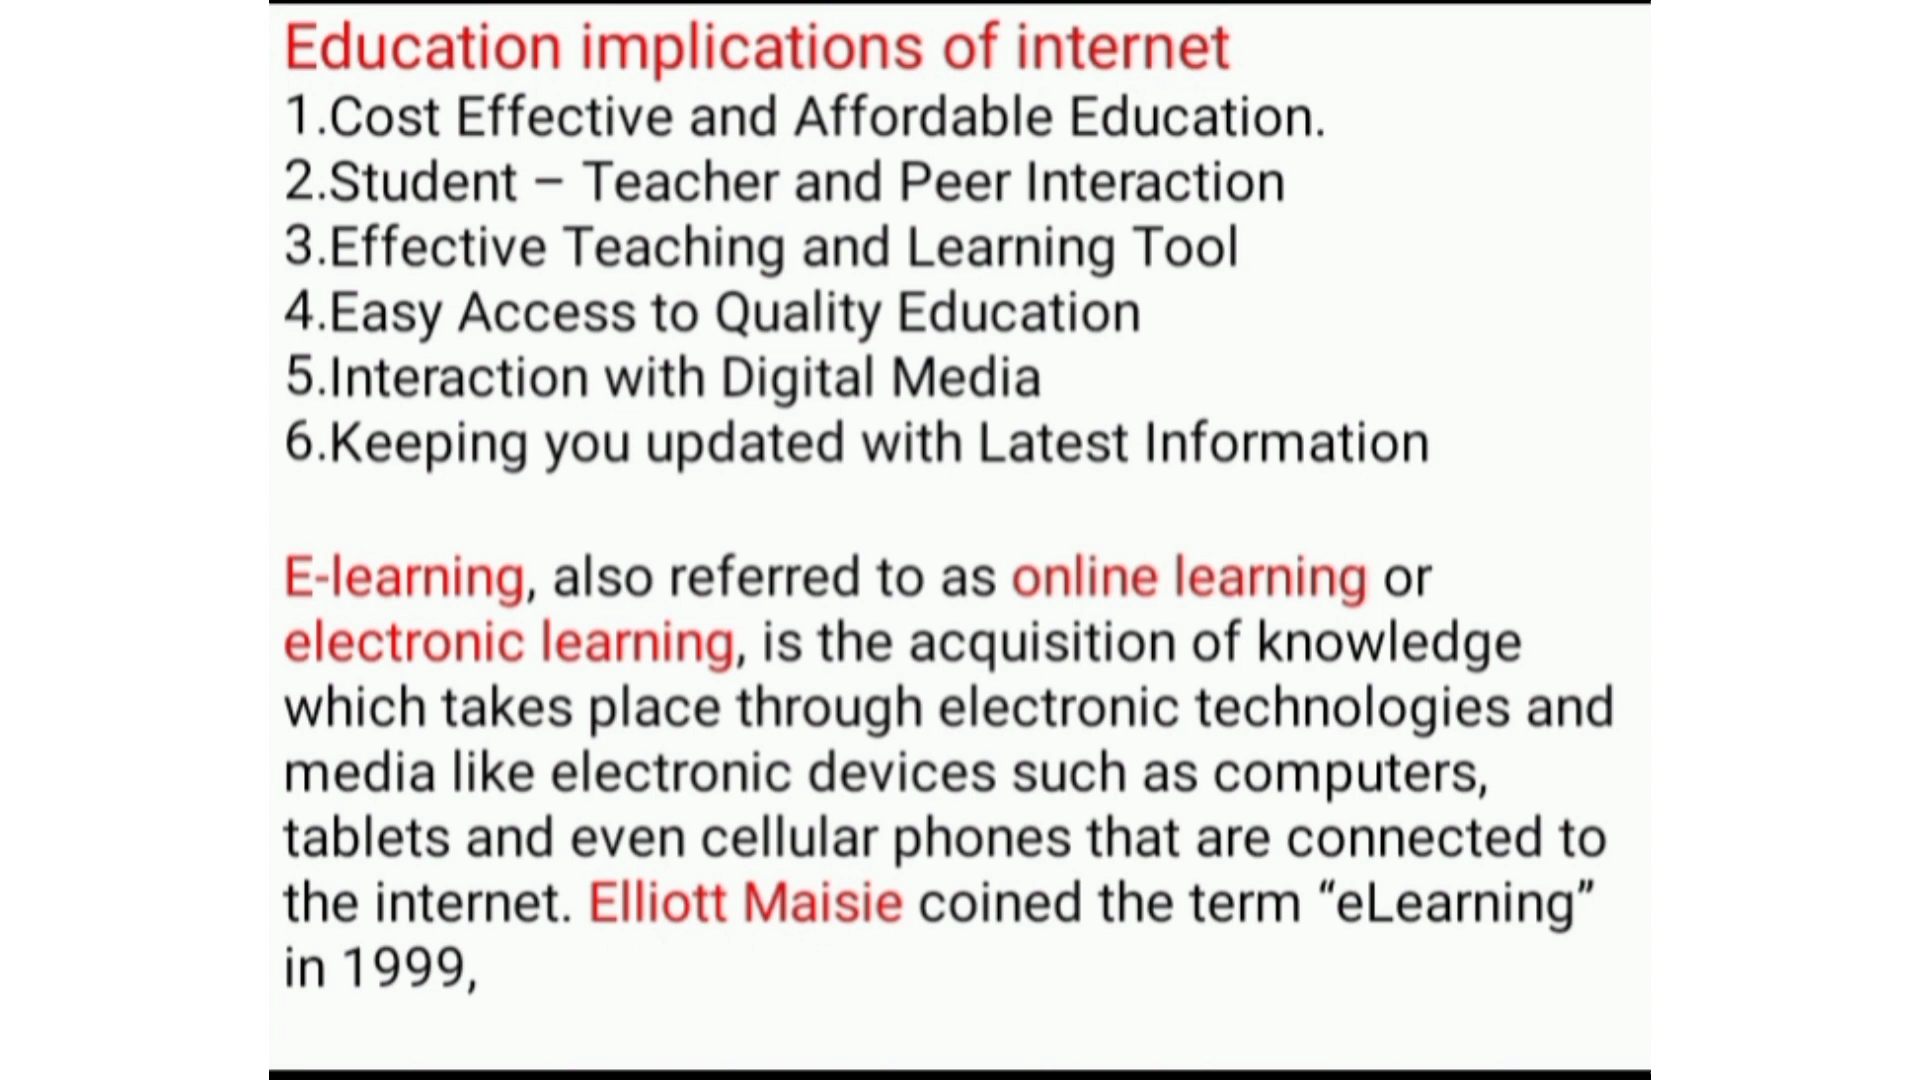 Education implications of internet
1.Cost Effective and Affordable Education.
2.Student – Teacher and Peer Interaction
3.Effective Teaching and Learning Tool
4.Easy Access to Quality Education
5.Interaction with Digital Media
6.Keeping you updated with Latest Information
E-learning, also referred to as online learning or
electronic learning, is the acquisition of knowledge
which takes place through electronic technologies and
media like electronic devices such as computers,
tablets and even cellular phones that are connected to
the internet. Elliott Maisie coined the term “eLearning”
in 1999,